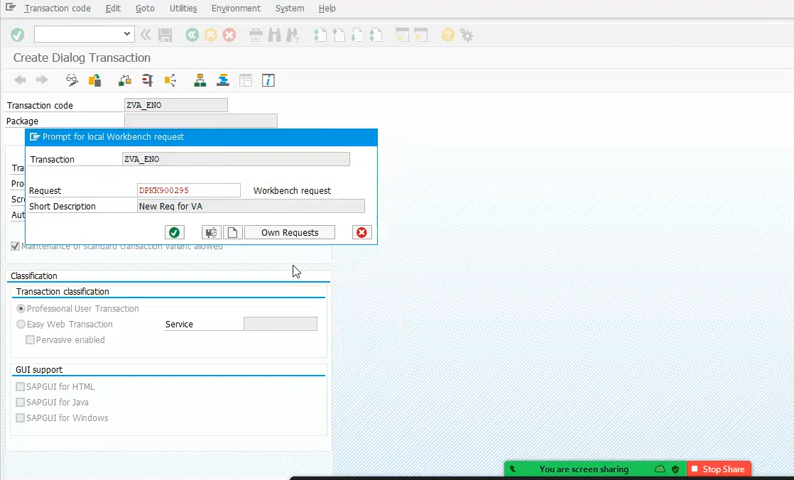 Transaction code Edit Goto Utilities Environment System Help
Create Dialog Transaction
Transaction code ZVA_ENO
Package
Prompt for local Workbench request
Transaction ZVA_ENO
Request DPKK900295 Workbench request
Short Description New Req for VA
Own Requests
Maintenance of standard transaction variant allowed
Classification
Transaction classification
Professional User Transaction
Easy Web Transaction Service
Pervasive enabled
GUI support
SAPGUI for HTML
SAPGUI for Java
SAPGUI for Windows
You are screen sharing Stop Share